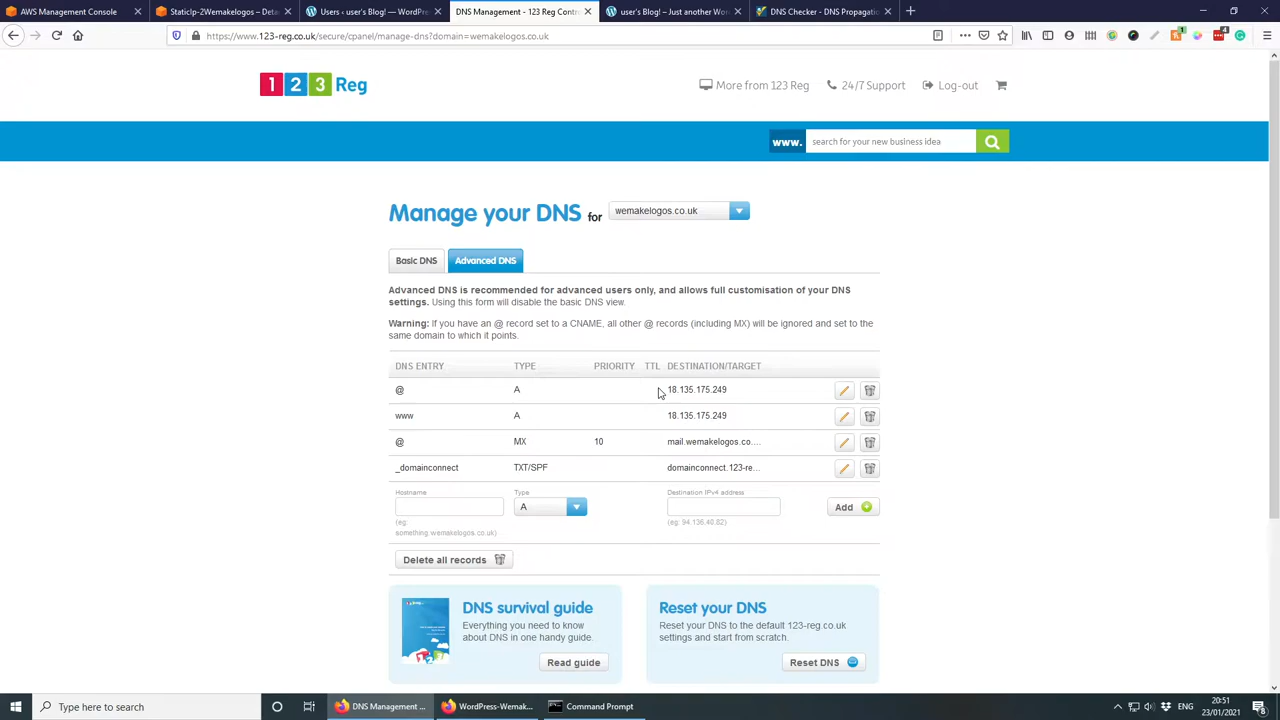 AWS Management Console
StaticIp-2Wemakelogos – Deta
Users ‹ user's Blog! — WordPress
DNS Management - 123 Reg Contr
user's Blog! – Just another Wor
DNS Checker - DNS Propagatio
https://www.123-reg.co.uk/secure/cpanel/manage-dns?domain=wemakelogos.co.uk
1 2 3 Reg
More from 123 Reg
24/7 Support
Log-out
www.
search for your new business idea
Manage your DNS for
wemakelogos.co.uk
Basic DNS
Advanced DNS
Advanced DNS is recommended for advanced users only, and allows full customisation of your DNS
settings. Using this form will disable the basic DNS view.
Warning: If you have an @ record set to a CNAME, all other @ records (including MX) will be ignored and set to the
same domain to which it points.
DNS ENTRY TYPE PRIORITY TTL DESTINATION/TARGET
@ A 18.135.175.249
www A 18.135.175.249
@ MX 10 mail.wemakelogos.co....
_domainconnect TXT/SPF domainconnect.123-re...
Hostname Type Destination IPv4 address
A
Add
(eg:
something.wemakelogos.co.uk)
(eg: 94.136.40.82)
Delete all records
DNS survival guide
Everything you need to know
about DNS in one handy guide.
Read guide
Reset your DNS
Reset your DNS to the default 123-reg.co.uk
settings and start from scratch.
Reset DNS
Type here to search
DNS Management ...
WordPress-Wemak...
Command Prompt
ENG
20:51
23/01/2021